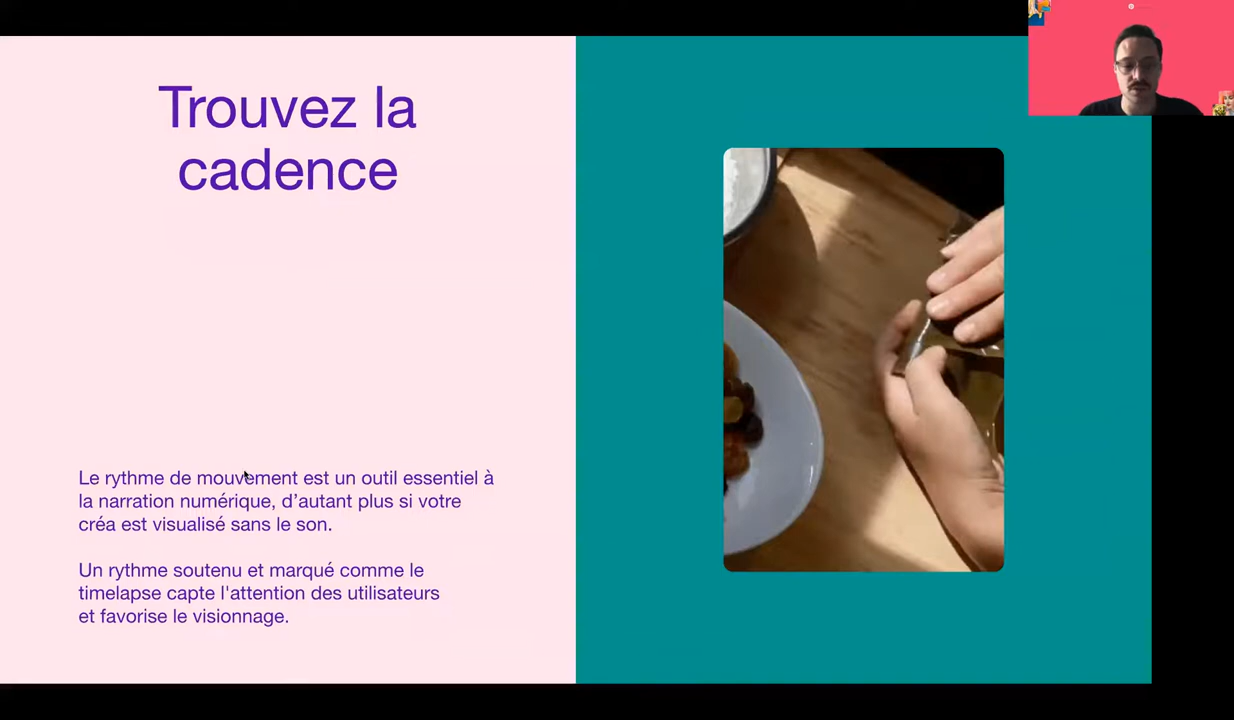 Trouvez la
cadence
Le rythme de mouvement est un outil essentiel à
la narration numérique, d’autant plus si votre
créa est visualisé sans le son.
Un rythme soutenu et marqué comme le
timelapse capte l'attention des utilisateurs
et favorise le visionnage.